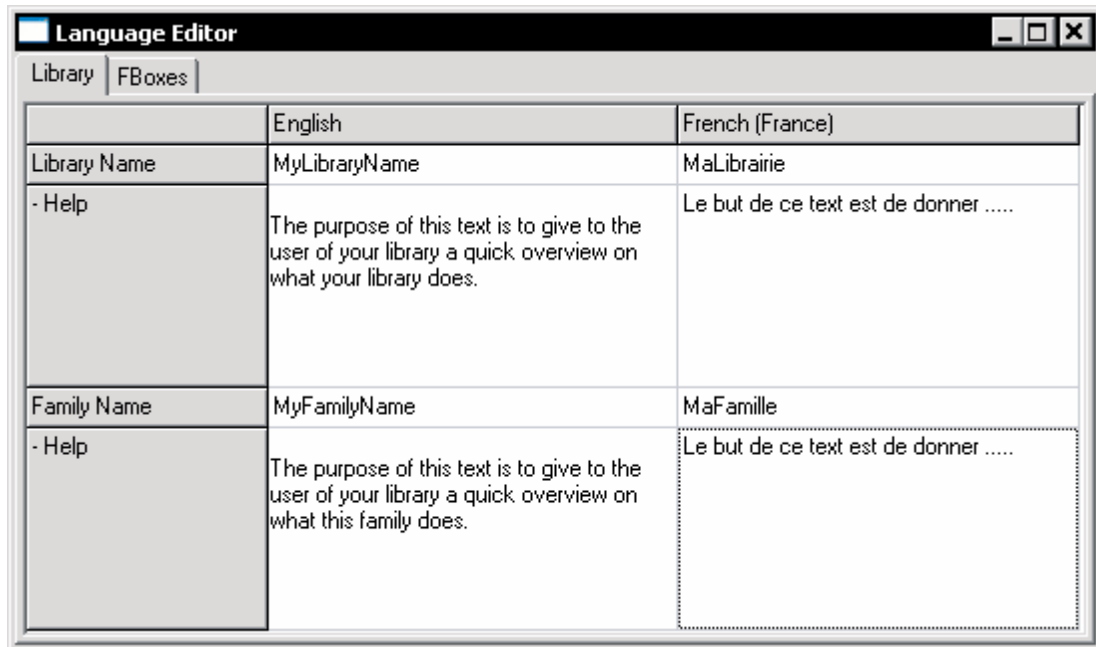 Language Editor
Library FBoxes
English French (France)
Library Name MyLibraryName MaLibrairie
- Help
The purpose of this text is to give to the
user of your library a quick overview on
what your library does.
Le but de ce text est de donner .....
Family Name MyFamilyName MaFamille
- Help
The purpose of this text is to give to the
user of your library a quick overview on
what this family does.
Le but de ce text est de donner .....